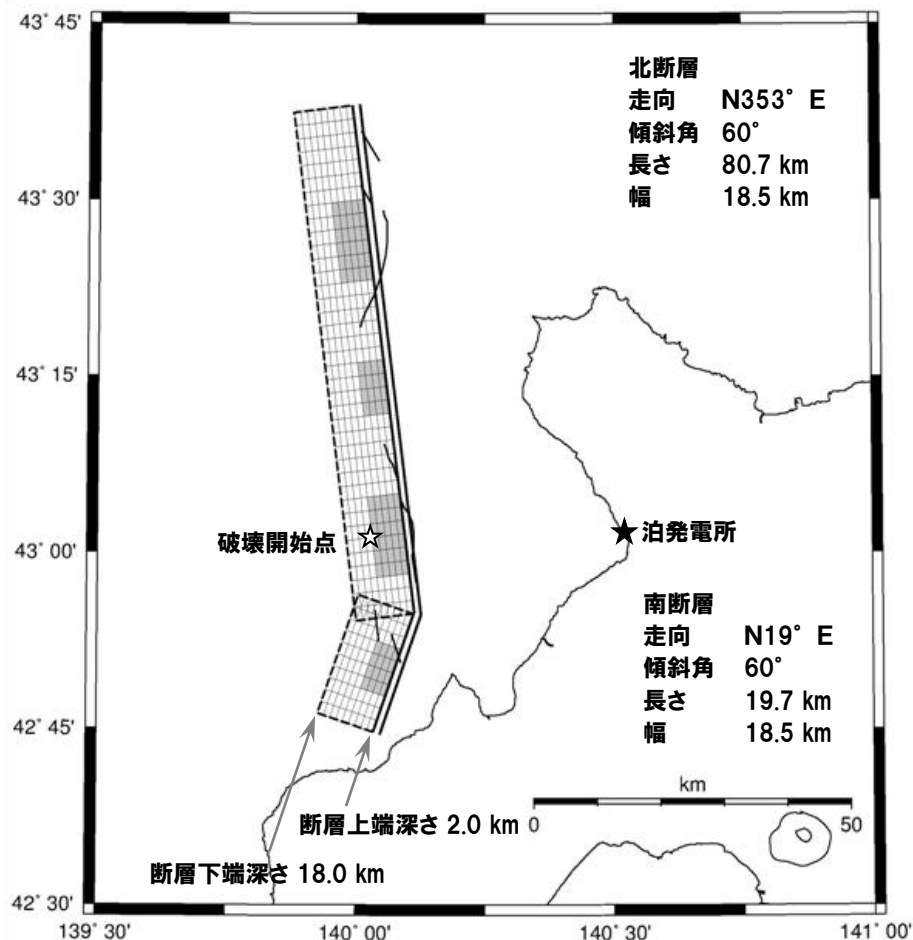 43° 45'
43° 30'
43° 15'
43° 00'
42° 45'
42° 30'
139° 30'
140° 00'
140° 30'
141° 00'
北断層
走向 N353° E
傾斜角 60°
長さ 80.7 km
幅 18.5 km
破壊開始点
泊発電所
南断層
走向 N19° E
傾斜角 60°
長さ 19.7 km
幅 18.5 km
km
0 50
断層上端深さ 2.0 km
断層下端深さ 18.0 km